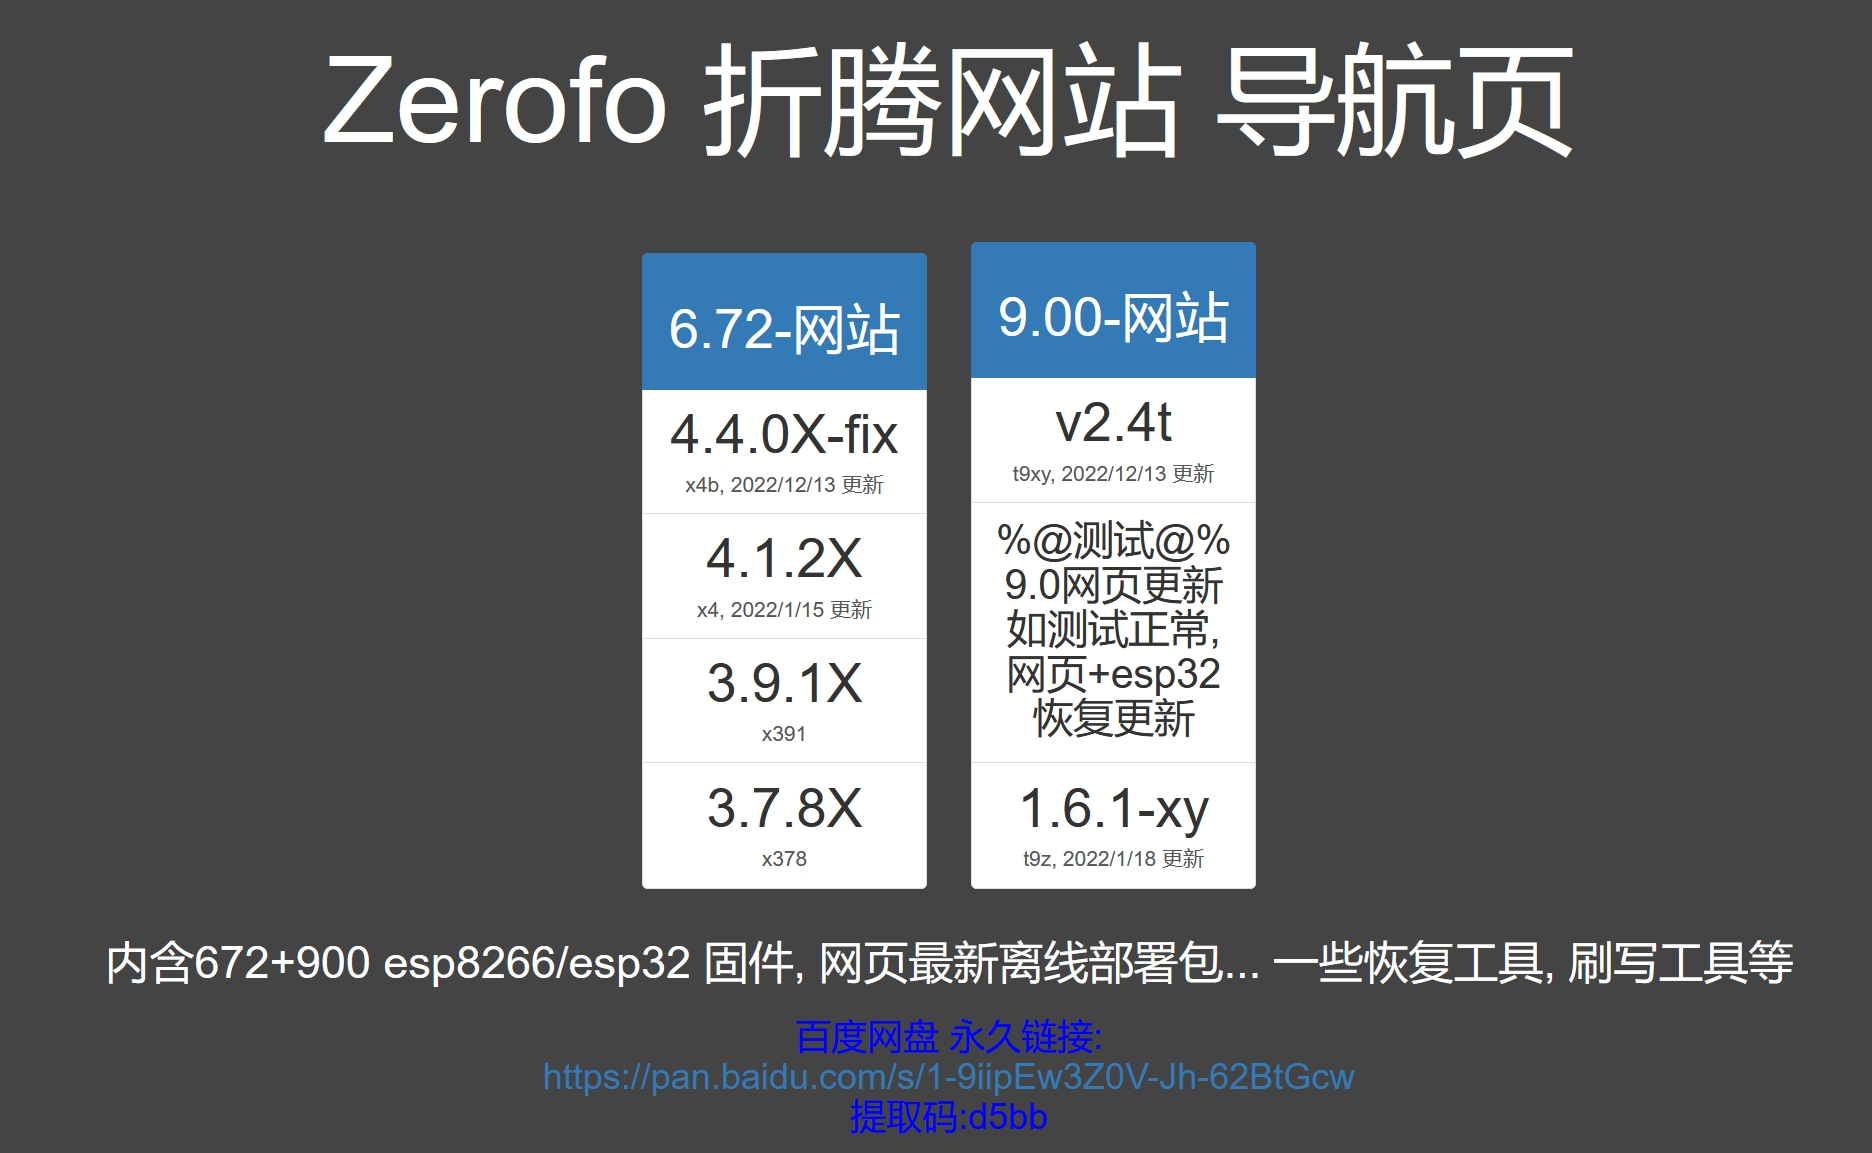 Zerofo 折腾网站 导航页
6.72-网站
4.4.0X-fix
x4b, 2022/12/13 更新
4.1.2X
x4, 2022/1/15 更新
3.9.1X
x391
3.7.8X
x378
9.00-网站
v2.4t
t9xy, 2022/12/13 更新
%@测试@%
9.0网页更新
如测试正常,
网页+esp32
恢复更新
1.6.1-xy
t9z, 2022/1/18 更新
内含672+900 esp8266/esp32 固件, 网页最新离线部署包... 一些恢复工具, 刷写工具等
百度网盘 永久链接:
https://pan.baidu.com/s/1-9iipEw3Z0V-Jh-62BtGcw
提取码:d5bb